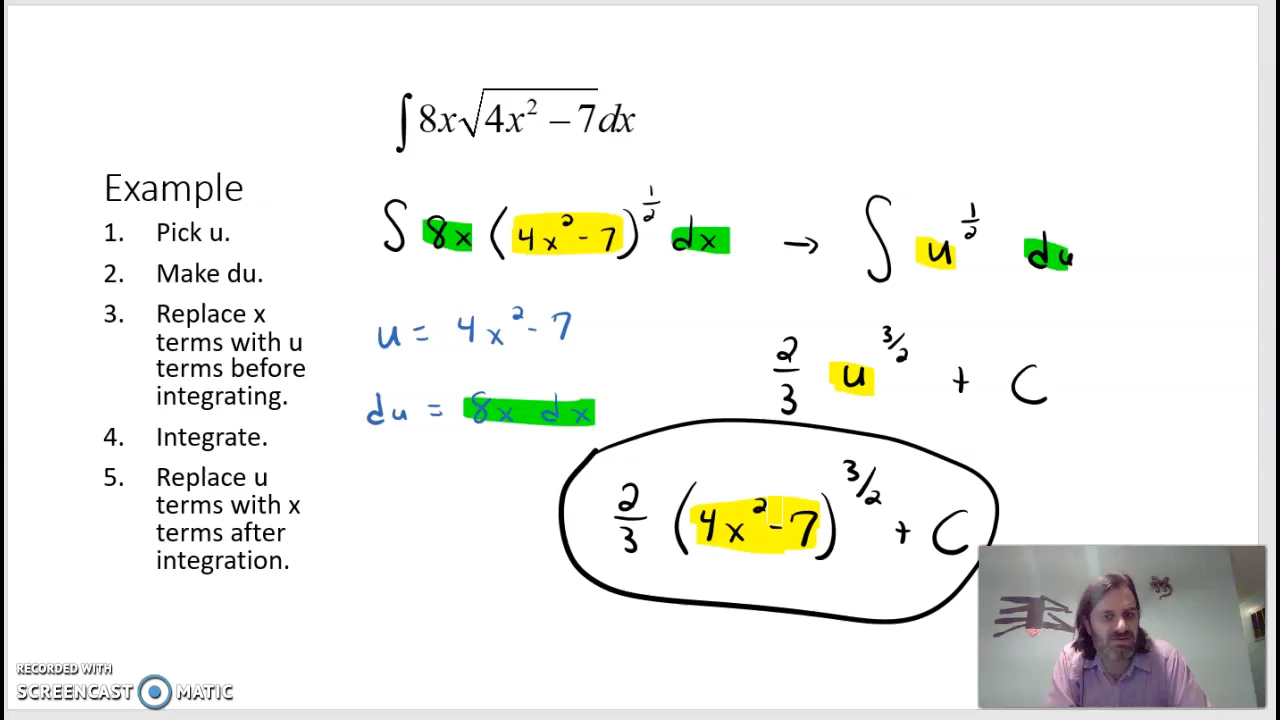 ∫8x√(4x² − 7)dx
Example
1. Pick u.
2. Make du.
3. Replace x
terms with u
terms before
integrating.
4. Integrate.
5. Replace u
terms with x
terms after
integration.
∫ 8x (4x² - 7)^(1/2) dx → ∫ u^(1/2) du
u = 4x² - 7
du = 8x dx
2/3 u^(3/2) + C
2/3 (4x² - 7)^(3/2) + C
RECORDED WITH
SCREENCAST MATIC